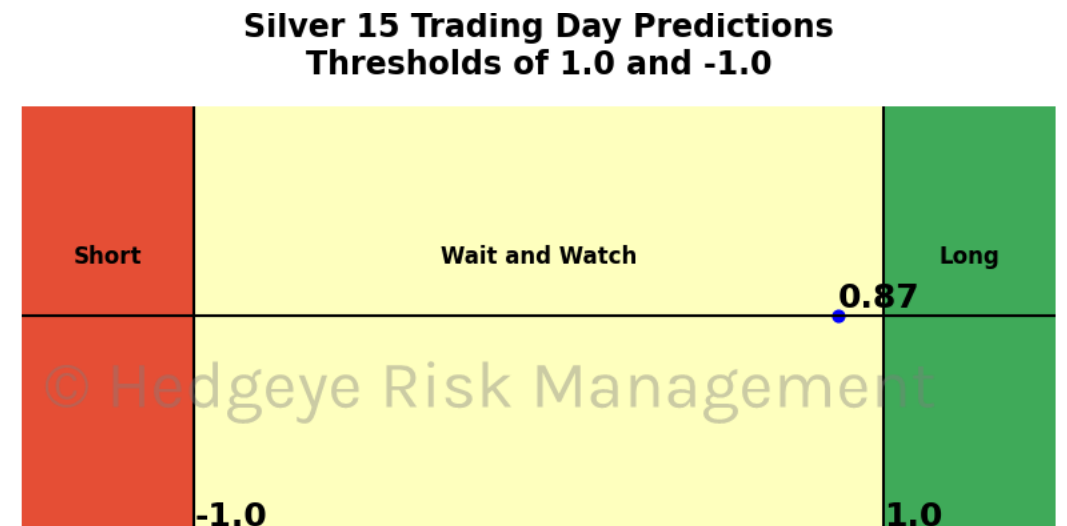 Silver 15 Trading Day Predictions
Thresholds of 1.0 and -1.0
Short
Wait and Watch
Long
0.87
© Hedgeye Risk Management
-1.0
1.0